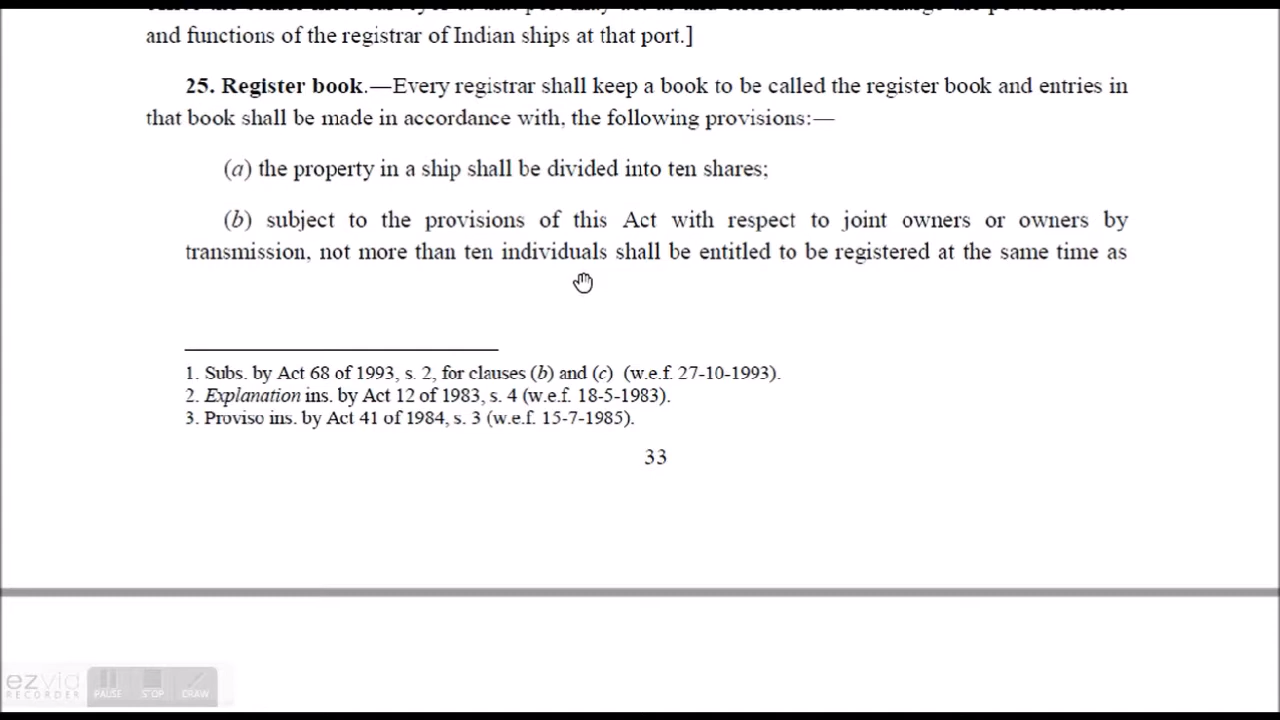 and functions of the registrar of Indian ships at that port.]
25. Register book.—Every registrar shall keep a book to be called the register book and entries in
that book shall be made in accordance with, the following provisions:—
(a) the property in a ship shall be divided into ten shares;
(b) subject to the provisions of this Act with respect to joint owners or owners by
transmission, not more than ten individuals shall be entitled to be registered at the same time as
1. Subs. by Act 68 of 1993, s. 2, for clauses (b) and (c) (w.e.f. 27-10-1993).
2. Explanation ins. by Act 12 of 1983, s. 4 (w.e.f. 18-5-1983).
3. Proviso ins. by Act 41 of 1984, s. 3 (w.e.f. 15-7-1985).
33
ezvid
RECORDER
PAUSE STOP DRAW